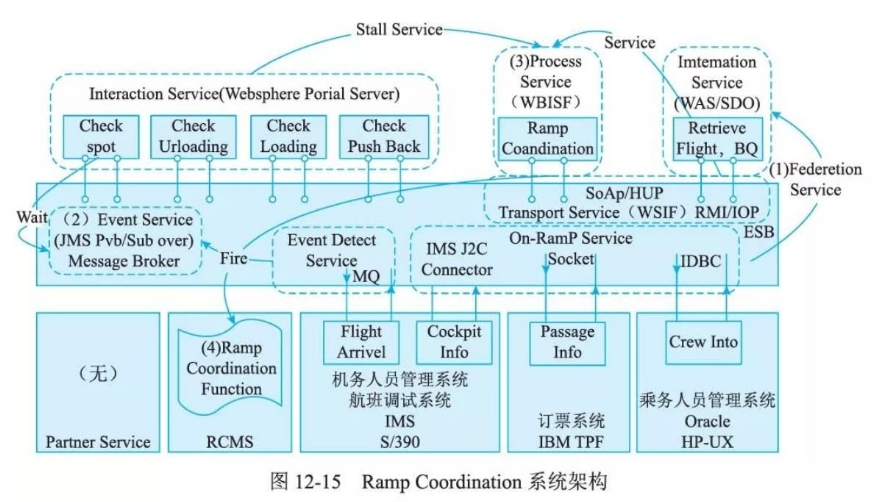 Stall Service
Service
Interaction Service(Websphere Porial Server)
Check
spot
Check
Urloading
Check
Loading
Check
Push Back
(3)Process
Service
（WBISF）
Ramp
Coandination
Imtemation
Service
(WAS/SDO)
Retrieve
Flight，BQ
(1)Federetion
Service
SoAp/HUP
Transport Service（WSIF）RMI/IOP
ESB
Wait
（2）Event Service
(JMS Pvb/Sub over)
Message Broker
Fire
Event Detect
Service
MQ
IMS J2C
Connector
On-RamP Service
Socket
IDBC
（无）
Partner Service
(4)Ramp
Coordination
Function
RCMS
Flight
Arrivel
Cockpit
Info
机务人员管理系统
航班调试系统
IMS
S/390
Passage
Info
订票系统
IBM TPF
Crew Into
乘务人员管理系统
Oracle
HP-UX
图 12-15 Ramp Coordination 系统架构